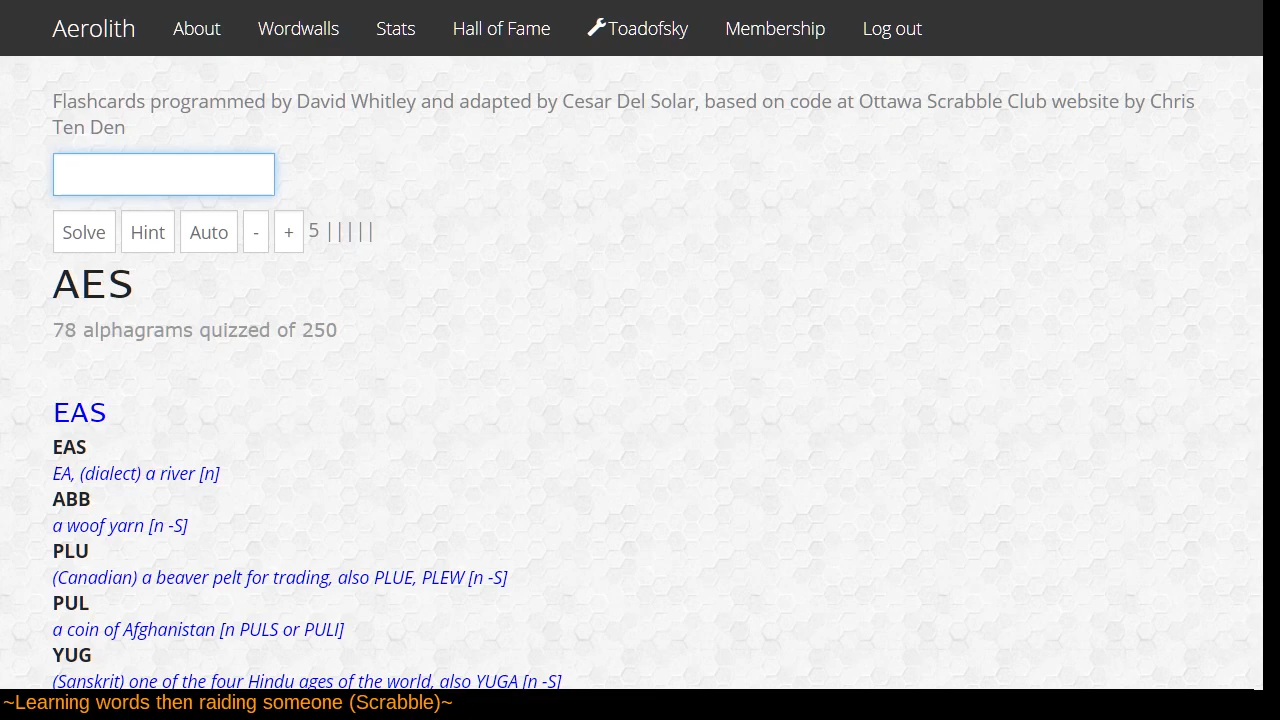 Aerolith About Wordwalls Stats Hall of Fame Toadofsky Membership Log out
Flashcards programmed by David Whitley and adapted by Cesar Del Solar, based on code at Ottawa Scrabble Club website by Chris
Ten Den
Solve Hint Auto - + 5 |||||
AES
78 alphagrams quizzed of 250
EAS
EAS
EA, (dialect) a river [n]
ABB
a woof yarn [n -S]
PLU
(Canadian) a beaver pelt for trading, also PLUE, PLEW [n -S]
PUL
a coin of Afghanistan [n PULS or PULI]
YUG
(Sanskrit) one of the four Hindu ages of the world, also YUGA [n -S]
~Learning words then raiding someone (Scrabble)~